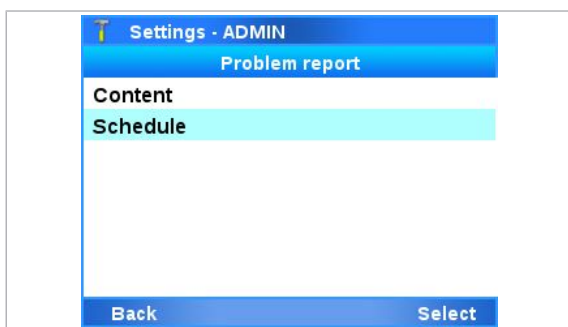 Settings - ADMIN
Problem report
Content
Schedule
Back Select